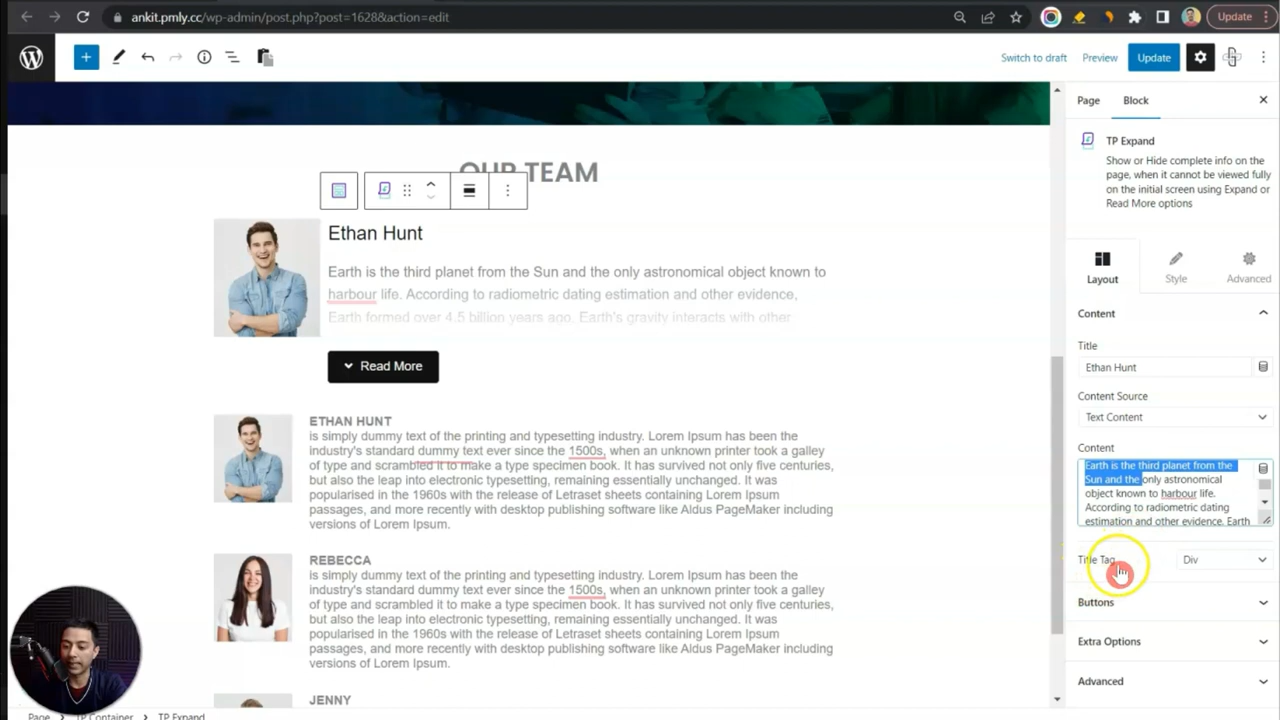 ankit.pmly.cc/wp-admin/post.php?post=1628&action=edit
Update
Switch to draft
Preview
Update
OUR TEAM
Ethan Hunt
Earth is the third planet from the Sun and the only astronomical object known to
harbour life. According to radiometric dating estimation and other evidence,
Earth formed over 4.5 billion years ago. Earth's gravity interacts with other
Read More
ETHAN HUNT
is simply dummy text of the printing and typesetting industry. Lorem Ipsum has been the
industry's standard dummy text ever since the 1500s, when an unknown printer took a galley
of type and scrambled it to make a type specimen book. It has survived not only five centuries,
but also the leap into electronic typesetting, remaining essentially unchanged. It was
popularised in the 1960s with the release of Letraset sheets containing Lorem Ipsum
passages, and more recently with desktop publishing software like Aldus PageMaker including
versions of Lorem Ipsum.
REBECCA
is simply dummy text of the printing and typesetting industry. Lorem Ipsum has been the
industry's standard dummy text ever since the 1500s, when an unknown printer took a galley
of type and scrambled it to make a type specimen book. It has survived not only five centuries,
but also the leap into electronic typesetting, remaining essentially unchanged. It was
popularised in the 1960s with the release of Letraset sheets containing Lorem Ipsum
passages, and more recently with desktop publishing software like Aldus PageMaker including
versions of Lorem Ipsum.
JENNY
Page
TP Container
TP Expand
Page
Block
TP Expand
Show or Hide complete info on the
page, when it cannot be viewed fully
on the initial screen using Expand or
Read More options
Layout
Style
Advanced
Content
Title
Ethan Hunt
Content Source
Text Content
Content
Earth is the third planet from the
Sun and the only astronomical
object known to harbour life.
According to radiometric dating
estimation and other evidence. Earth
Title Tag
Div
Buttons
Extra Options
Advanced